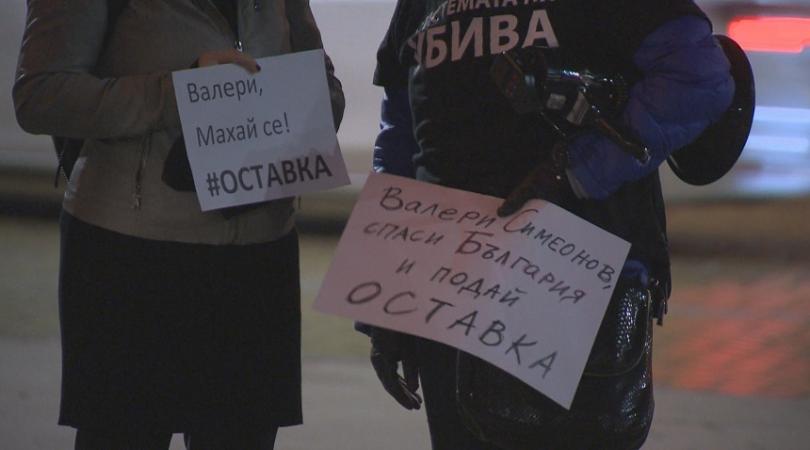 Валери,
Махай се!
#ОСТАВКА
УБИВА
Валери Симеонов,
спаси България
и подай
ОСТАВКА